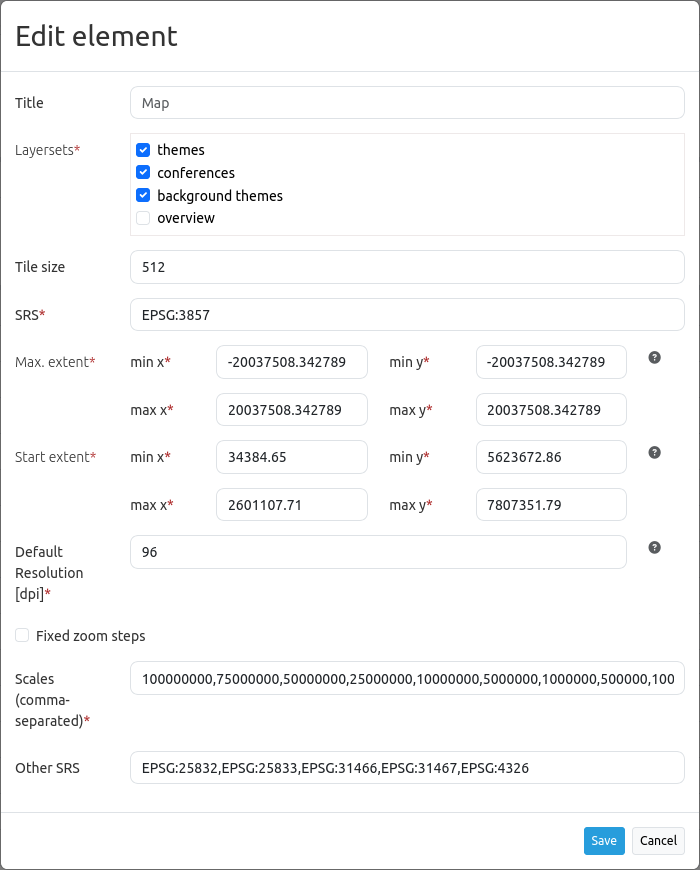 Edit element
Title Map
Layersets* themes
conferences
background themes
overview
Tile size 512
SRS* EPSG:3857
Max. extent* min x* -20037508.342789 min y* -20037508.342789 ?
max x* 20037508.342789 max y* 20037508.342789
Start extent* min x* 34384.65 min y* 5623672.86 ?
max x* 2601107.71 max y* 7807351.79
Default 96 ?
Resolution
[dpi]*
Fixed zoom steps
Scales 100000000,75000000,50000000,25000000,10000000,5000000,1000000,500000,100
(comma-
separated)*
Other SRS EPSG:25832,EPSG:25833,EPSG:31466,EPSG:31467,EPSG:4326
Save Cancel